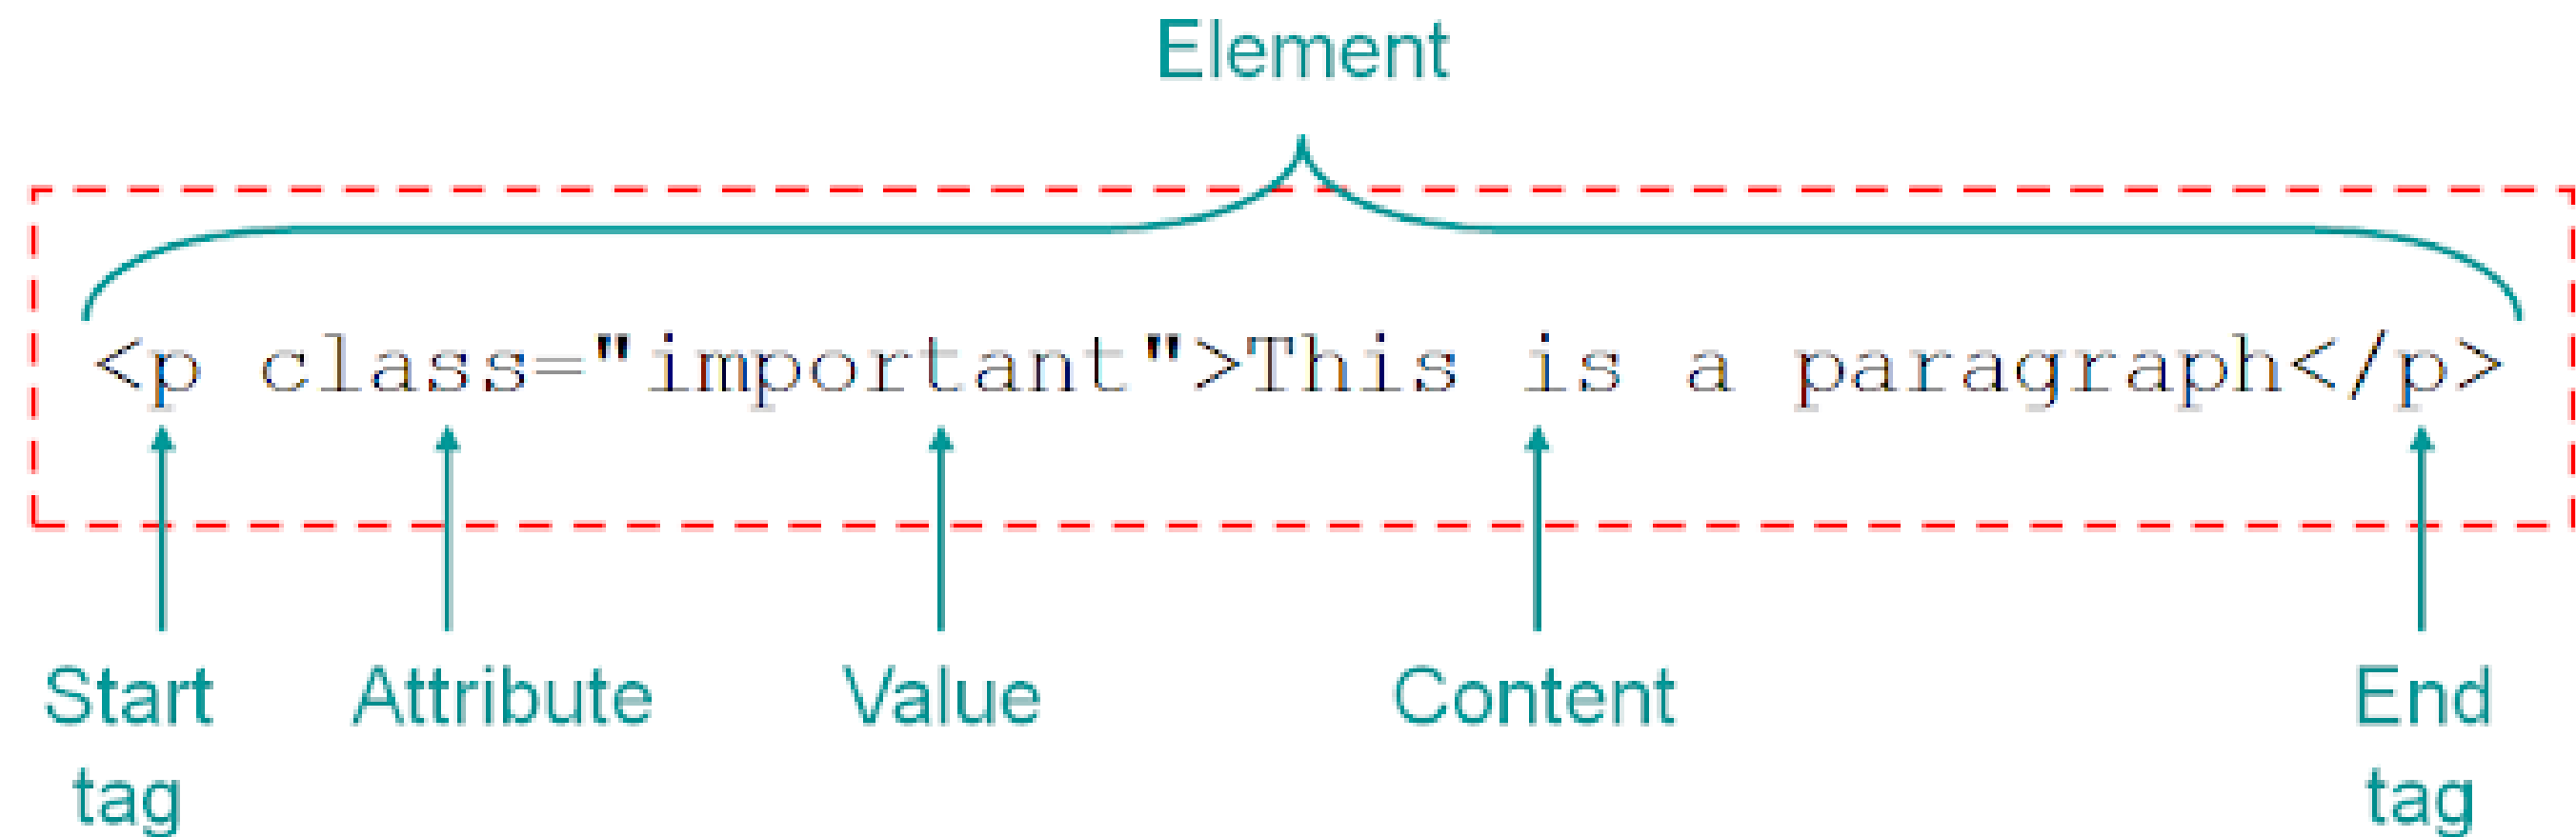 Element
<p class="important">This is a paragraph</p>
Start Attribute Value Content End
tag tag